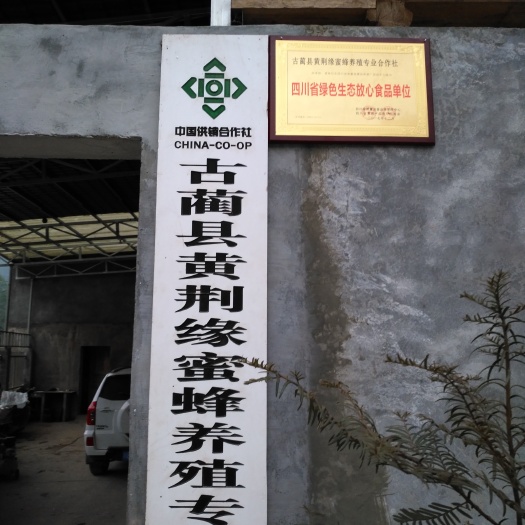 中国供销合作社
CHINA-CO-OP
古蔺县黄荆缘蜜蜂养殖专
古蔺县黄荆缘蜜蜂养殖专业合作社
四川省绿色生态放心食品单位